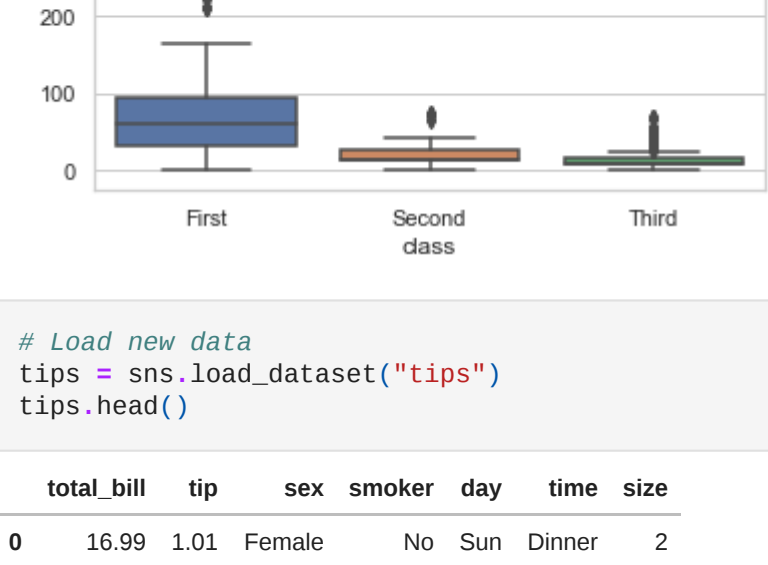 200
100
0
First Second Third
class
# Load new data
tips = sns.load_dataset("tips")
tips.head()
total_bill tip sex smoker day time size
0 16.99 1.01 Female No Sun Dinner 2